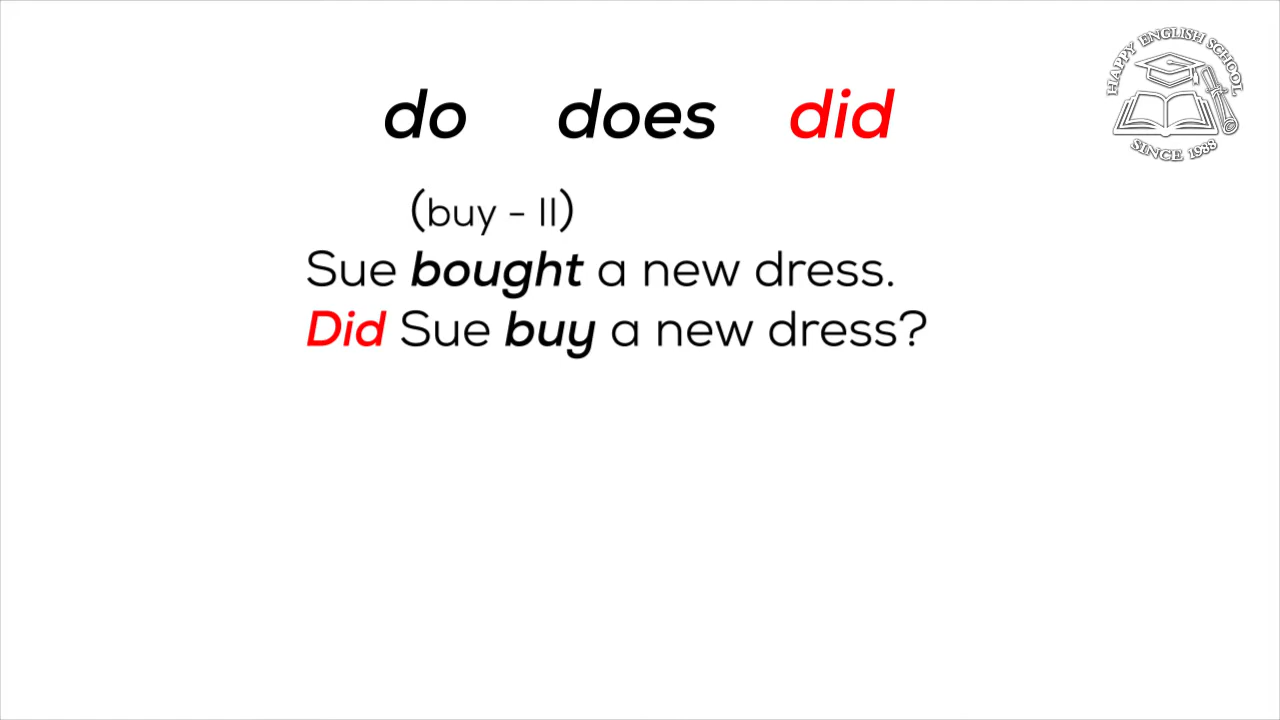 HAPPY ENGLISH SCHOOL
SINCE 1988
do does did
(buy - II)
Sue bought a new dress.
Did Sue buy a new dress?